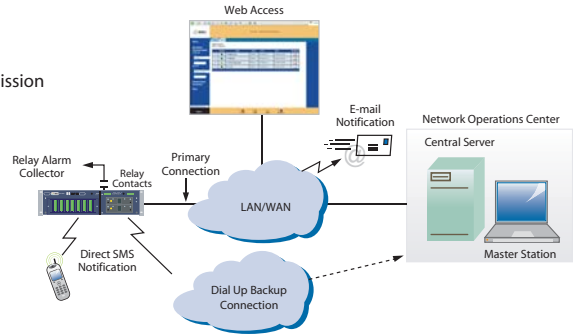 Web Access
ission
E-mail
Notification
Network Operations Center
Central Server
Relay Alarm
Collector
Relay
Contacts
Primary
Connection
LAN/WAN
@
Master Station
Direct SMS
Notification
Dial Up Backup
Connection